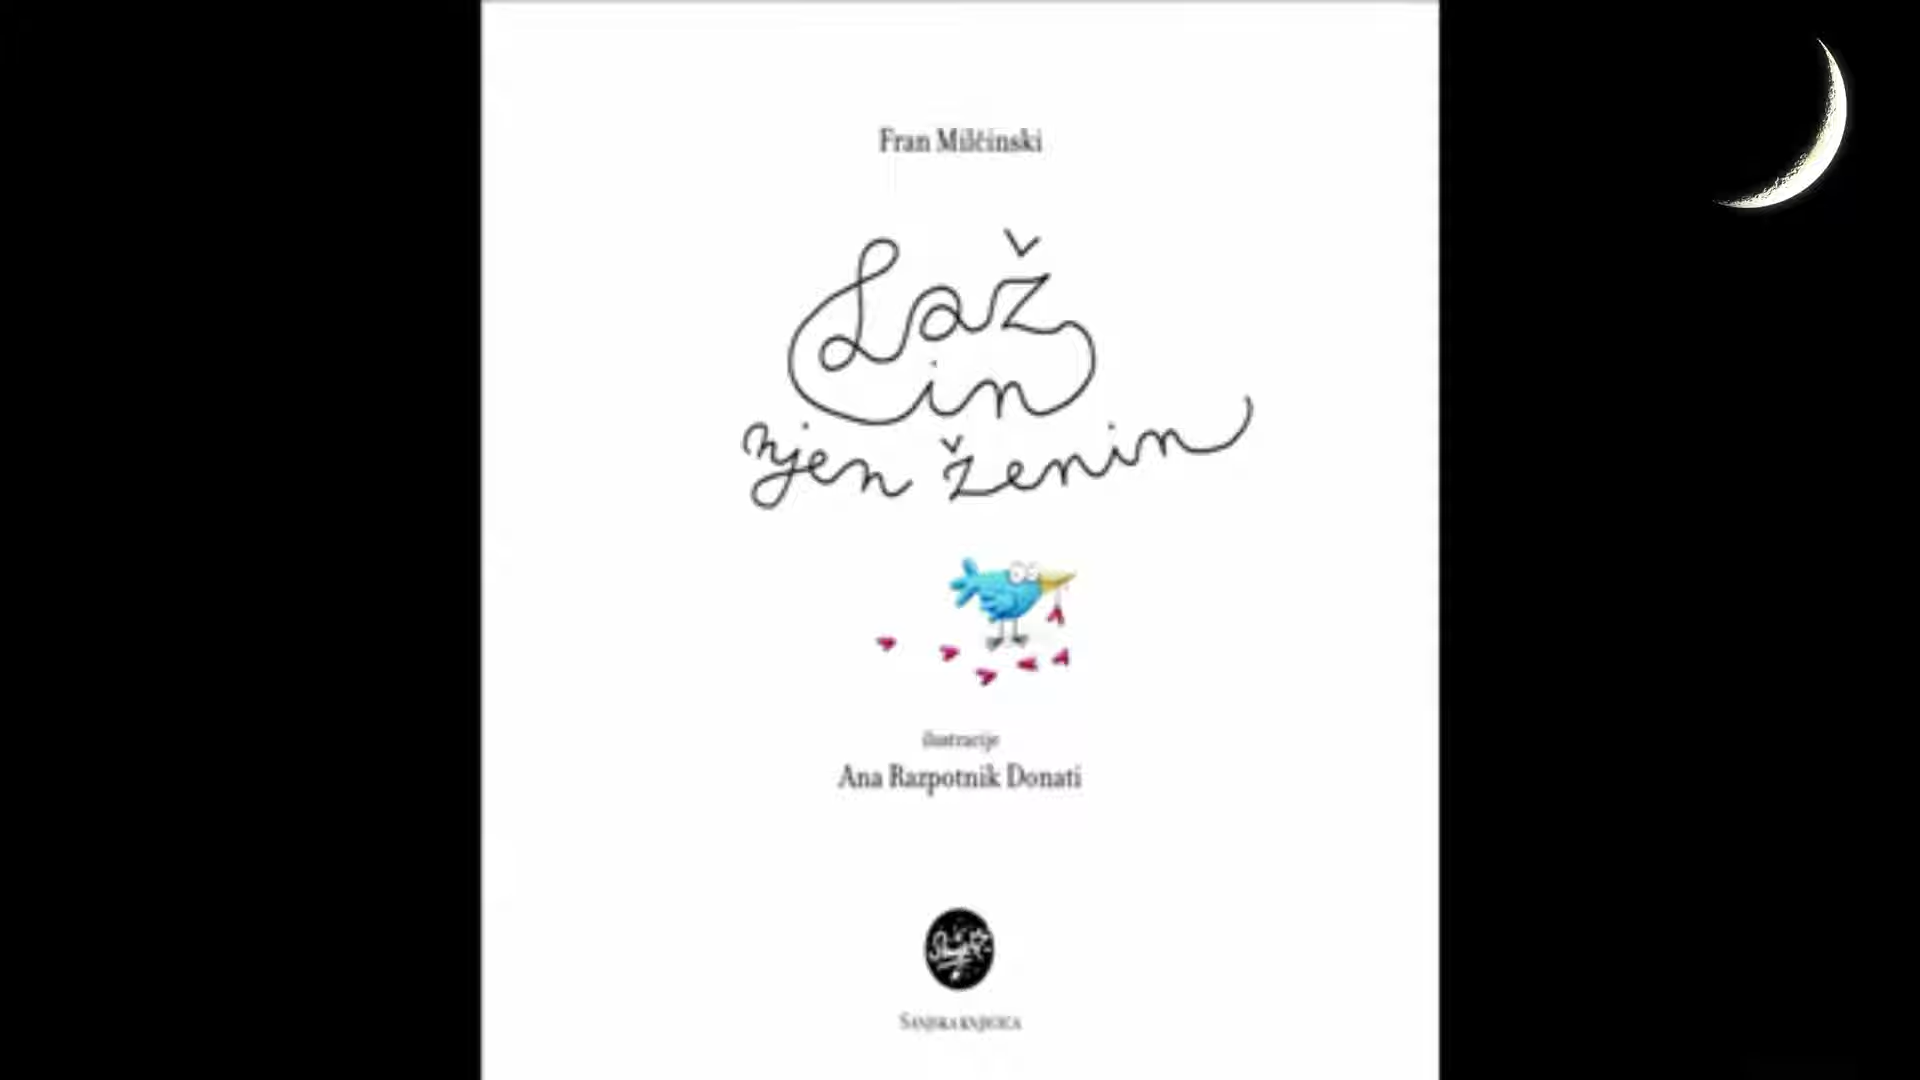 Fran Milčinski
Laž
in
njen ženin
ilustracije
Ana Razpotnik Donati
Sanjska knjigica